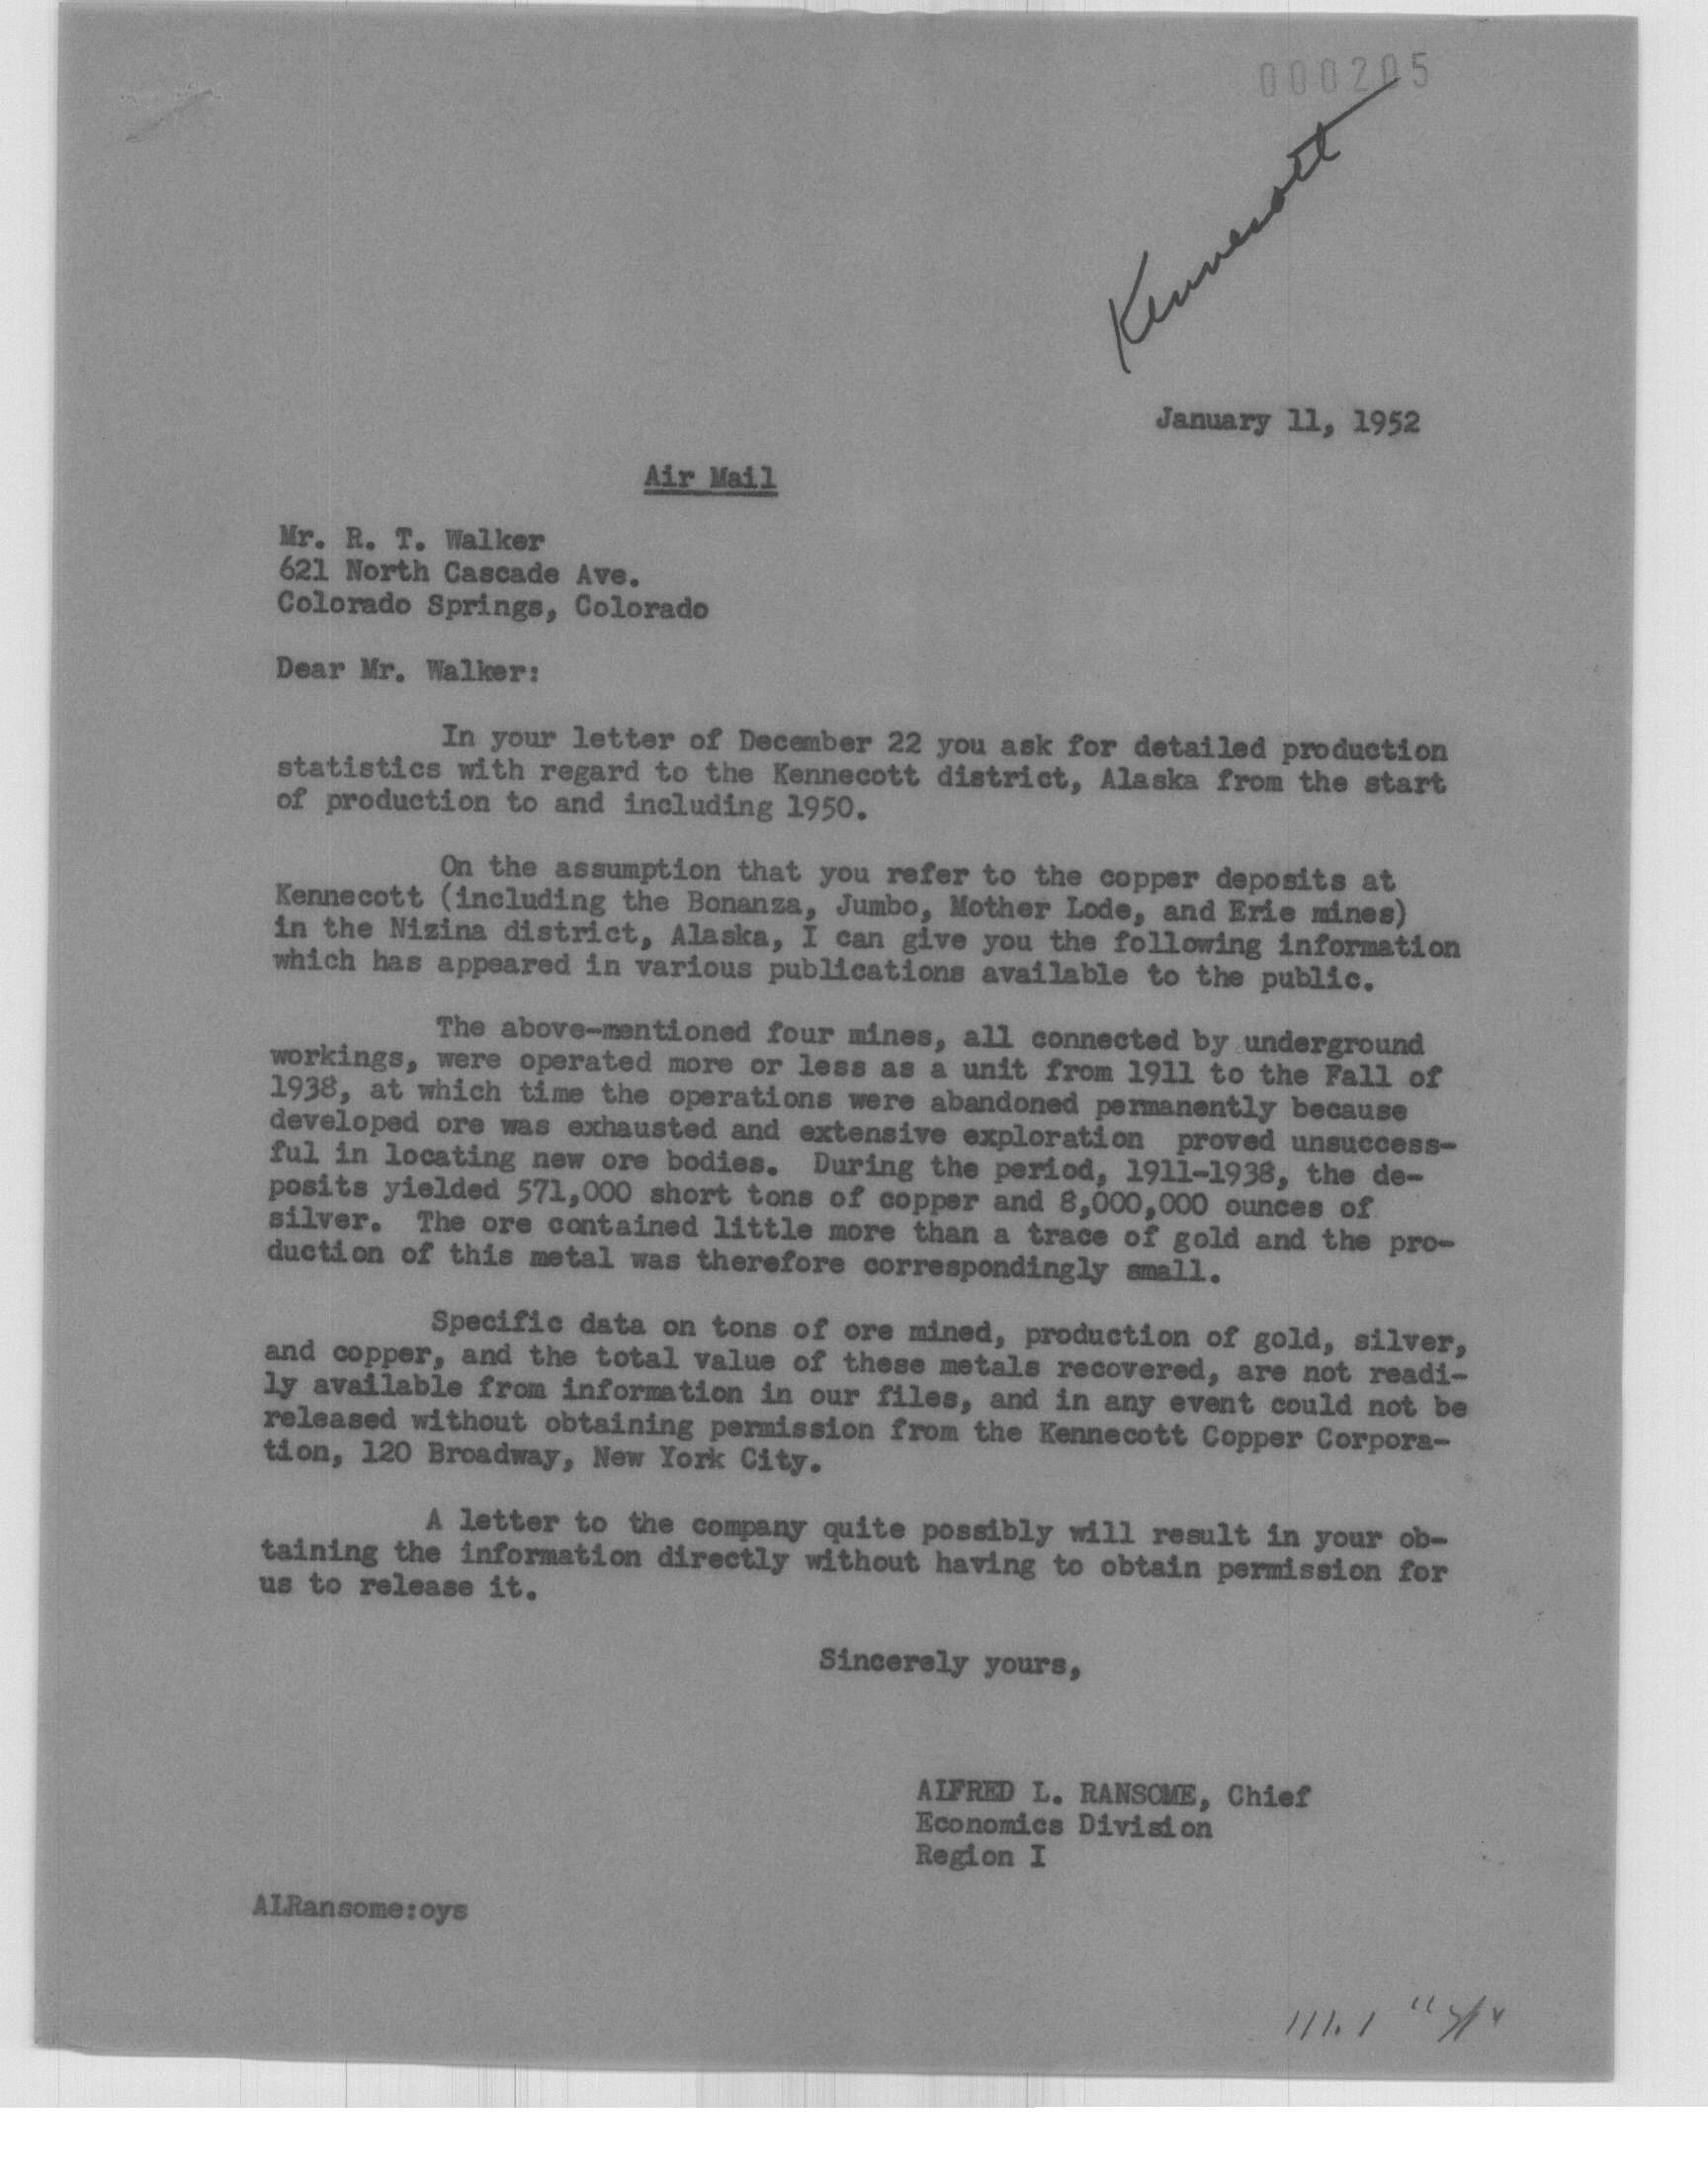 000205
Kennecott
January 11, 1952
Air Mail
Mr. R. T. Walker
621 North Cascade Ave.
Colorado Springs, Colorado
Dear Mr. Walker:
In your letter of December 22 you ask for detailed production
statistics with regard to the Kennecott district, Alaska from the start
of production to and including 1950.
On the assumption that you refer to the copper deposits at
Kennecott (including the Bonanza, Jumbo, Mother Lode, and Erie mines)
in the Nizina district, Alaska, I can give you the following information
which has appeared in various publications available to the public.
The above-mentioned four mines, all connected by underground
workings, were operated more or less as a unit from 1911 to the Fall of
1938, at which time the operations were abandoned permanently because
developed ore was exhausted and extensive exploration proved unsuccess-
ful in locating new ore bodies. During the period, 1911-1938, the de-
posits yielded 571,000 short tons of copper and 8,000,000 ounces of
silver. The ore contained little more than a trace of gold and the pro-
duction of this metal was therefore correspondingly small.
Specific data on tons of ore mined, production of gold, silver,
and copper, and the total value of these metals recovered, are not readi-
ly available from information in our files, and in any event could not be
released without obtaining permission from the Kennecott Copper Corpora-
tion, 120 Broadway, New York City.
A letter to the company quite possibly will result in your ob-
taining the information directly without having to obtain permission for
us to release it.
Sincerely yours,
ALFRED L. RANSOME, Chief
Economics Division
Region I
ALRansome:oys
111.1